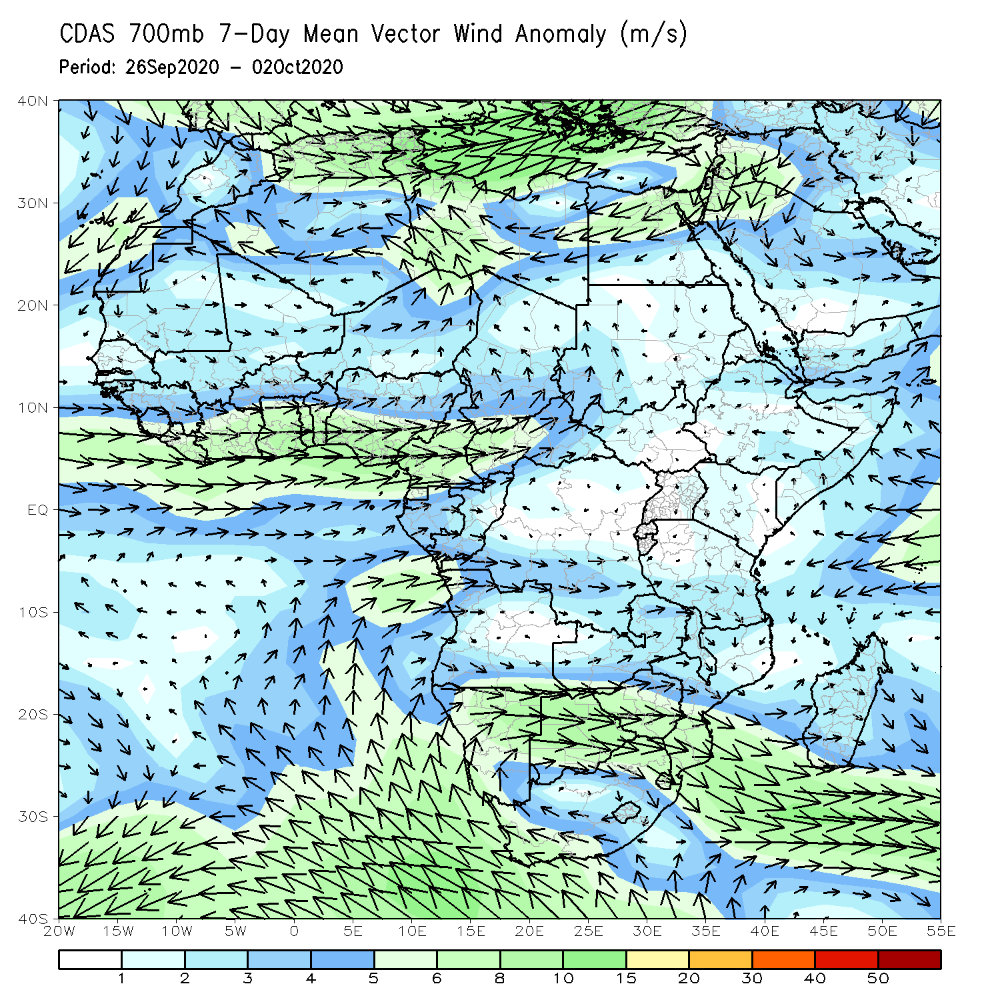 CDAS 700mb 7-Day Mean Vector Wind Anomaly (m/s)
Period: 26Sep2020 - 02Oct2020
40N
30N
20N
10N
EQ
10S
20S
30S
40S
20W 15W 10W 5W 0 5E 10E 15E 20E 25E 30E 35E 40E 45E 50E 55E
1 2 3 4 5 6 8 10 15 20 30 40 50